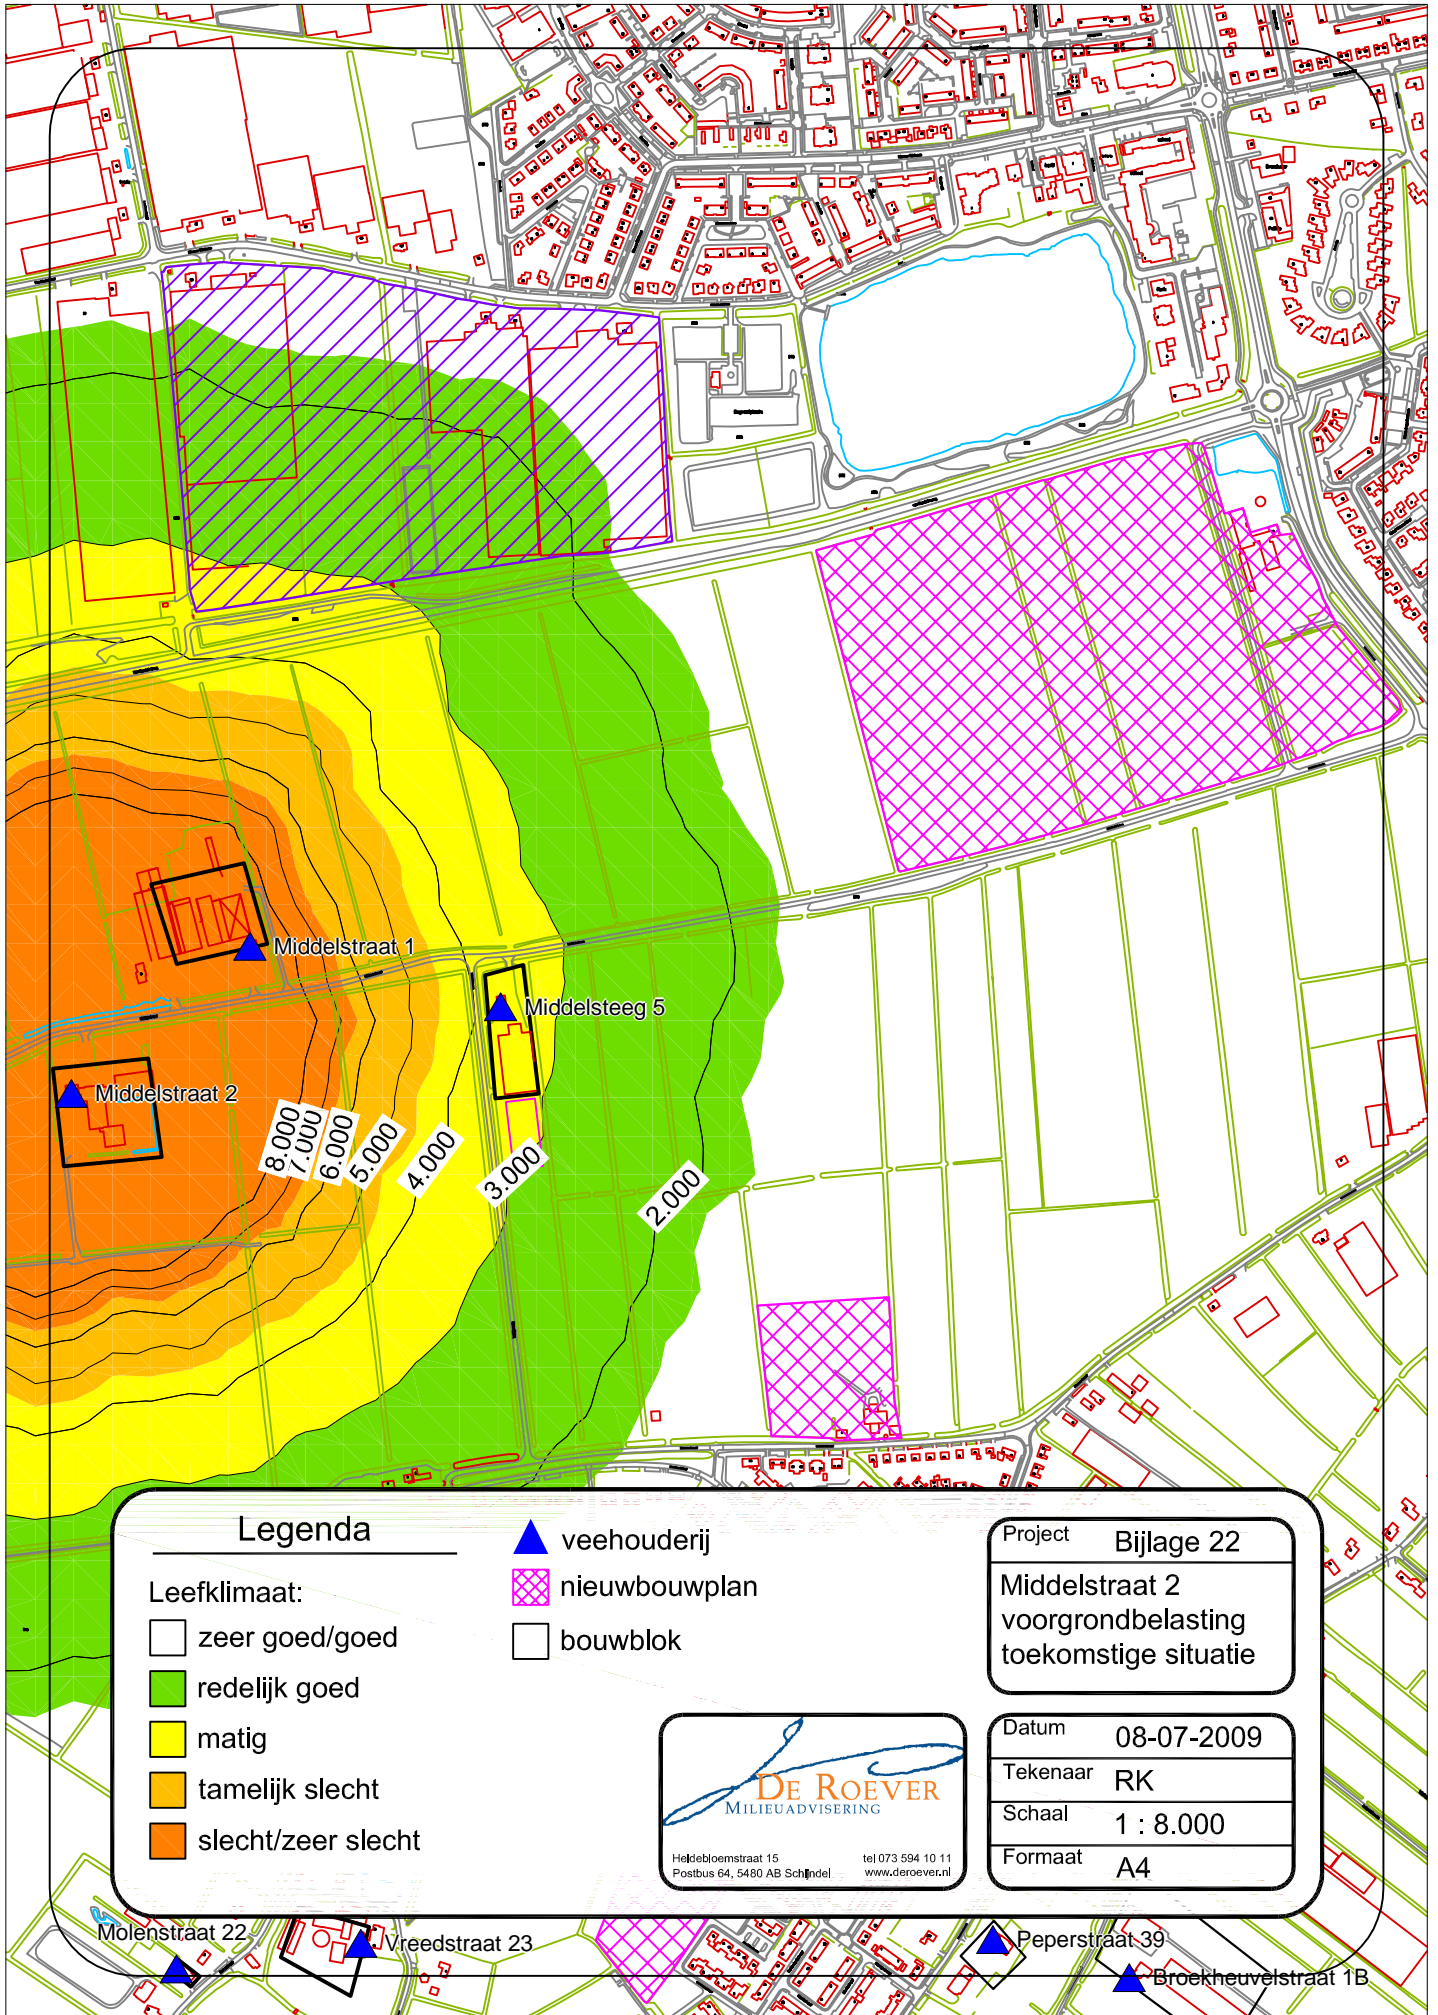 Middelstraat 1
Middelsteeg 5
Middelstraat 2
8.000
7.000
6.000
5.000
4.000
3.000
2.000
Legenda
Leefklimaat:
zeer goed/goed
redelijk goed
matig
tamelijk slecht
slecht/zeer slecht
veehouderij
nieuwbouwplan
bouwblok
Project Bijlage 22
Middelstraat 2
voorgrondbelasting
toekomstige situatie
DE ROEVER
MILIEUADVISERING
Heldebloemstraat 15 tel 073 594 10 11
Postbus 64, 5480 AB Schijndel www.deroever.nl
Datum 08-07-2009
Tekenaar RK
Schaal 1 : 8.000
Formaat A4
Molenstraat 22
Vreedstraat 23
Peperstraat 39
Broekheuvelstraat 1B